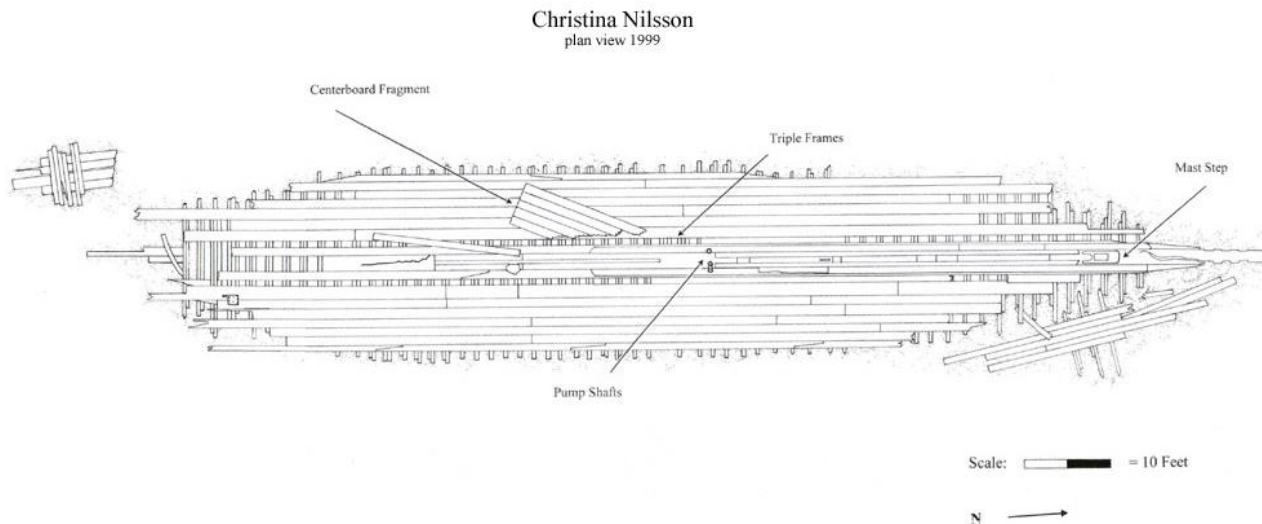 Christina Nilsson
plan view 1999
Centerboard Fragment
Triple Frames
Mast Step
Pump Shafts
Scale: = 10 Feet
N